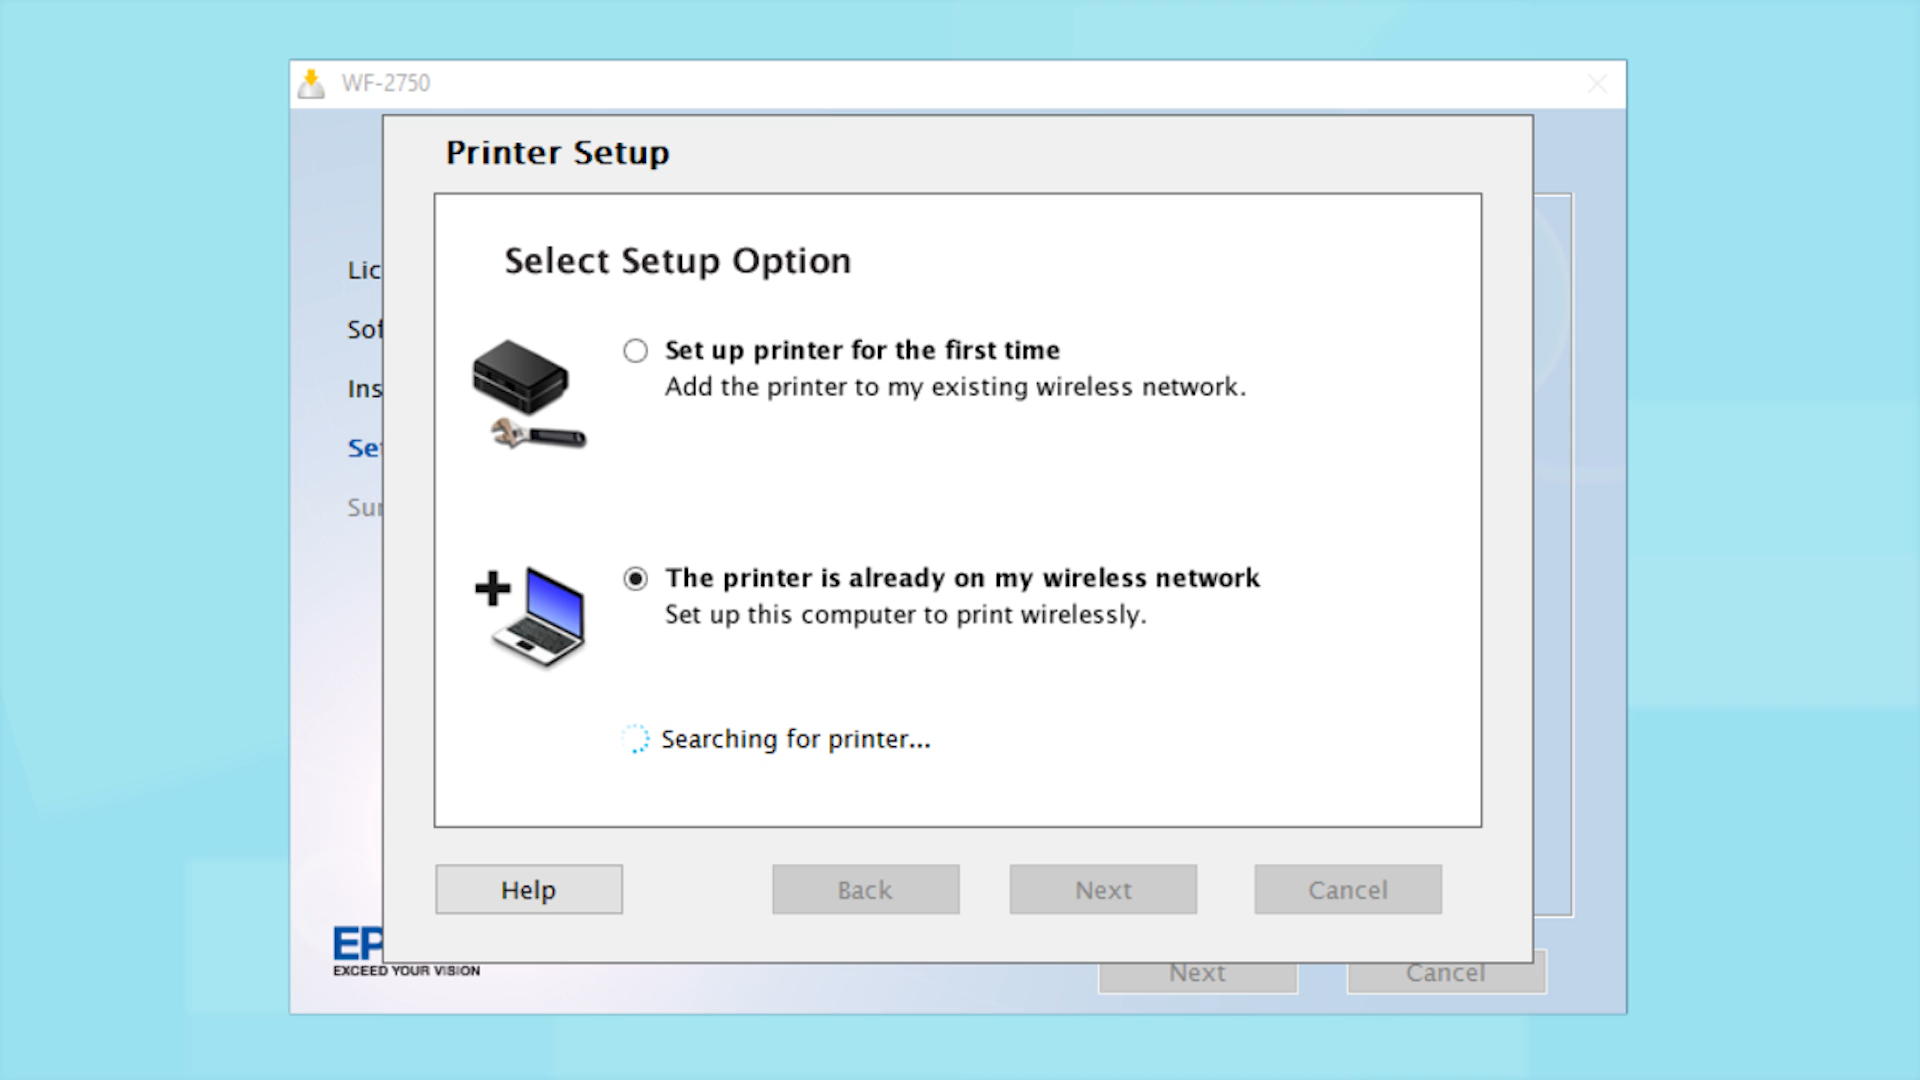 WF-2750
Printer Setup
Select Setup Option
Lic
Set up printer for the first time
Sof
Add the printer to my existing wireless network.
Ins
Set
Sum
The printer is already on my wireless network
Set up this computer to print wirelessly.
Searching for printer...
Help
Back
Next
Cancel
EP
EXCEED YOUR VISION
Next
Cancel